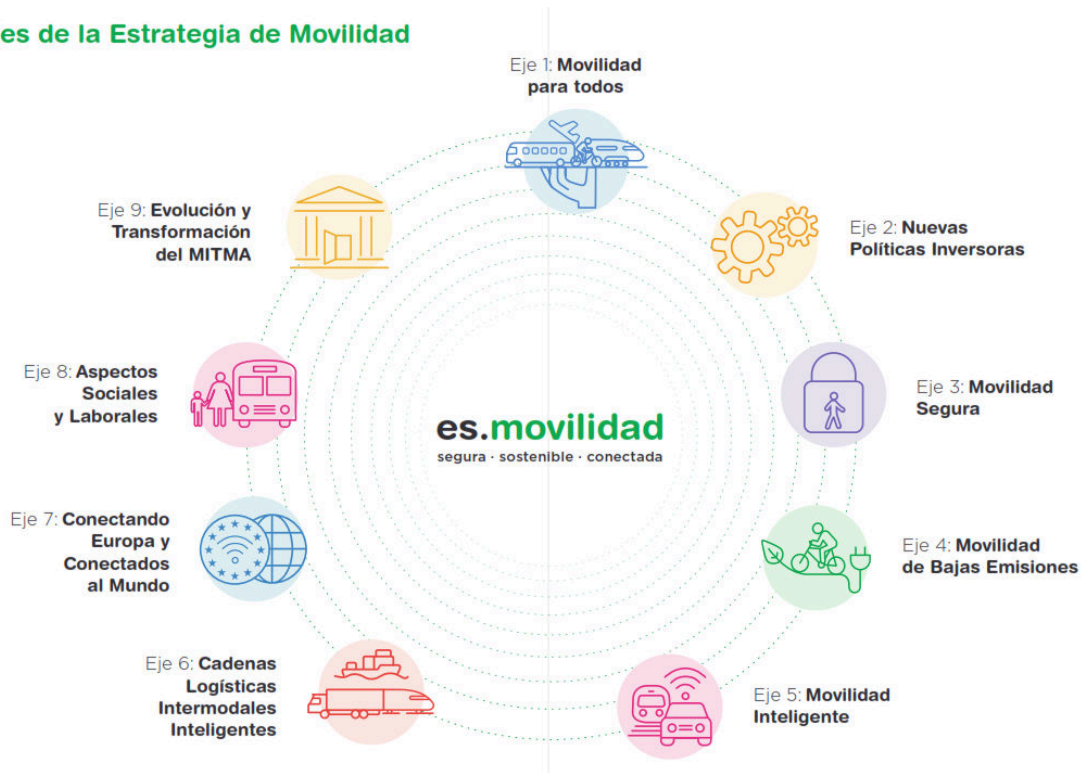 es de la Estrategia de Movilidad
Eje 1: Movilidad
para todos
Eje 2: Nuevas
Políticas Inversoras
Eje 3: Movilidad
Segura
Eje 4: Movilidad
de Bajas Emisiones
Eje 5: Movilidad
Inteligente
Eje 6: Cadenas
Logísticas
Intermodales
Inteligentes
Eje 7: Conectando
Europa y
Conectados
al Mundo
Eje 8: Aspectos
Sociales
y Laborales
Eje 9: Evolución y
Transformación
del MITMA
es.movilidad
segura · sostenible · conectada